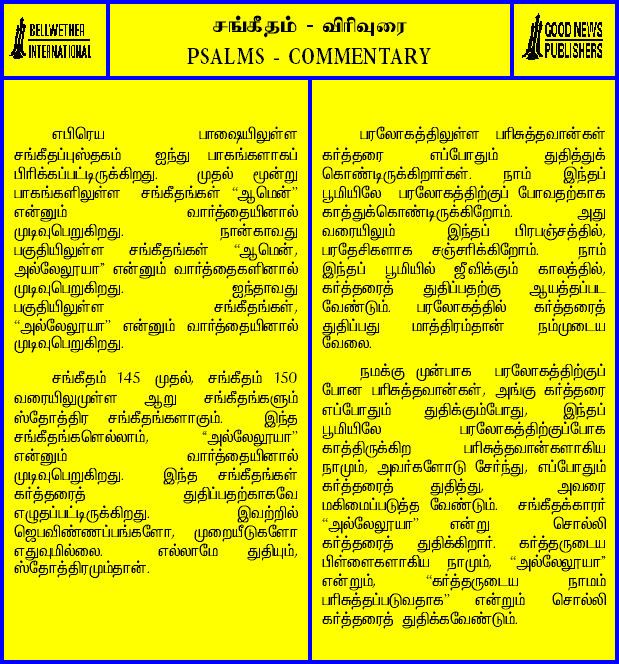 BELLWETHER
INTERNATIONAL
சங்கீதம் - விரிவுரை
PSALMS - COMMENTARY
GOOD NEWS
PUBLISHERS
எபிரெய பாஷையிலுள்ள
சங்கீதப்புஸ்தகம் ஐந்து பாகங்களாகப்
பிரிக்கப்பட்டிருக்கிறது. முதல் மூன்று
பாகங்களிலுள்ள சங்கீதங்கள் “ஆமென்”
என்னும் வார்த்தையினால்
முடிவுபெறுகிறது. நான்காவது
பகுதியிலுள்ள சங்கீதங்கள் “ஆமென்,
அல்லேலூயா” என்னும் வார்த்தைகளினால்
முடிவுபெறுகிறது. ஐந்தாவது
பகுதியிலுள்ள சங்கீதங்கள்,
“அல்லேலூயா” என்னும் வார்த்தையினால்
முடிவுபெறுகிறது.
சங்கீதம் 145 முதல், சங்கீதம் 150
வரையிலுமுள்ள ஆறு சங்கீதங்களும்
ஸ்தோத்திர சங்கீதங்களாகும். இந்த
சங்கீதங்களெல்லாம், “அல்லேலூயா”
என்னும் வார்த்தையினால்
முடிவுபெறுகிறது. இந்த சங்கீதங்கள்
கர்த்தரைத் துதிப்பதற்காகவே
எழுதப்பட்டிருக்கிறது. இவற்றில்
ஜெபவிண்ணப்பங்களோ, முறையீடுகளோ
எதுவுமில்லை. எல்லாமே துதியும்,
ஸ்தோத்திரமும்தான்.
பரலோகத்திலுள்ள பரிசுத்தவான்கள்
கர்த்தரை எப்போதும் துதித்துக்
கொண்டிருக்கிறார்கள். நாம் இந்தப்
பூமியிலே பரலோகத்திற்குப் போவதற்காக
காத்துக்கொண்டிருக்கிறோம். அது
வரையிலும் இந்தப் பிரபஞ்சத்தில்,
பரதேசிகளாக சஞ்சரிக்கிறோம். நாம்
இந்தப் பூமியில் ஜீவிக்கும் காலத்தில்,
கர்த்தரைத் துதிப்பதற்கு ஆயத்தப்பட
வேண்டும். பரலோகத்தில் கர்த்தரைத்
துதிப்பது மாத்திரம்தான் நம்முடைய
வேலை.
நமக்கு முன்பாக பரலோகத்திற்குப்
போன பரிசுத்தவான்கள், அங்கு கர்த்தரை
எப்போதும் துதிக்கும்போது, இந்தப்
பூமியிலே பரலோகத்திற்குப்போக
காத்திருக்கிற பரிசுத்தவான்களாகிய
நாமும், அவர்களோடு சேர்ந்து, எப்போதும்
கர்த்தரைத் துதித்து, அவரை
மகிமைப்படுத்த வேண்டும். சங்கீதக்காரர்
“அல்லேலூயா” என்று சொல்லி
கர்த்தரைத் துதிக்கிறார். கர்த்தருடைய
பிள்ளைகளாகிய நாமும், “அல்லேலூயா”
என்றும், “கர்த்தருடைய நாமம்
பரிசுத்தப்படுவதாக” என்றும் சொல்லி
கர்த்தரைத் துதிக்கவேண்டும்.